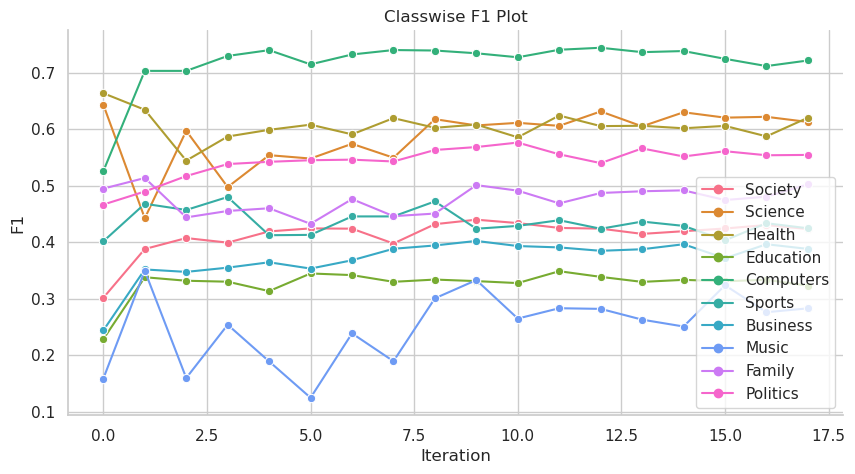 Classwise F1 Plot
F1
0.7
0.6
0.5
0.4
0.3
0.2
0.1
0.0
2.5
5.0
7.5
10.0
12.5
15.0
17.5
Iteration
Society
Science
Health
Education
Computers
Sports
Business
Music
Family
Politics